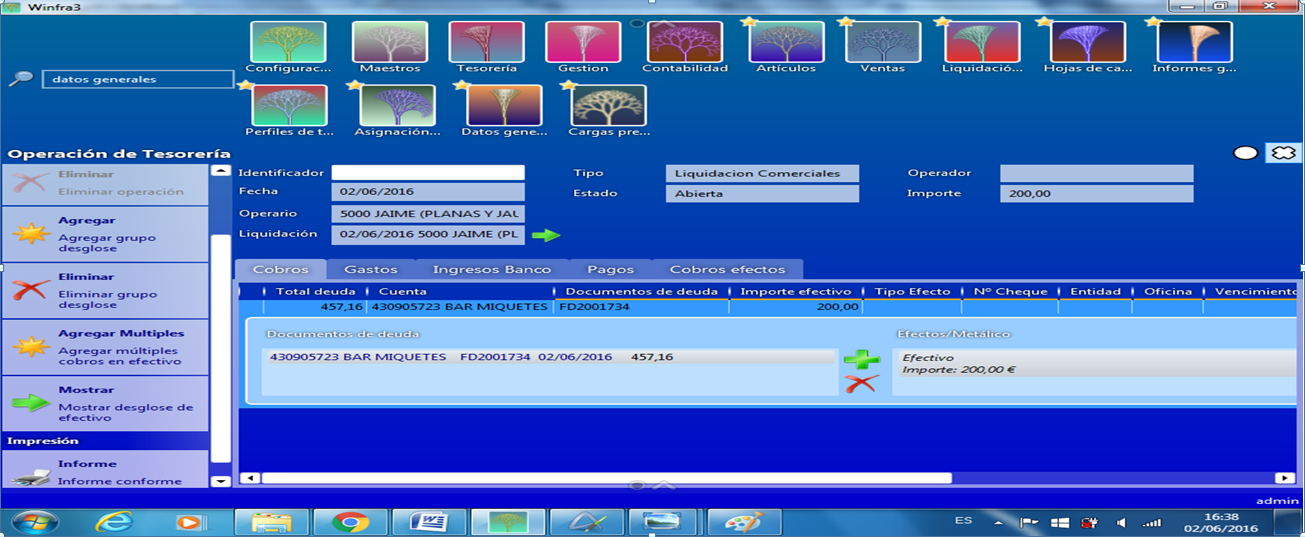 Winfra3
datos generales
Configurac...
Maestros
Tesorería
Gestion
Contabilidad
Artículos
Ventas
Liquidació...
Hojas de ca...
Informes g...
Perfiles de t...
Asignación...
Datos gene...
Cargas pre...
Operación de Tesorería
Eliminar
Eliminar operación
Agregar
Agregar grupo
desglose
Eliminar
Eliminar grupo
desglose
Agregar Multiples
Agregar múltiples
cobros en efectivo
Mostrar
Mostrar desglose de
efectivo
Impresión
Informe
Informe conforme
Identificador
Tipo Liquidacion Comerciales
Operador
Fecha 02/06/2016
Estado Abierta
Importe 200,00
Operario 5000 JAIME (PLANAS Y JAU
Liquidación 02/06/2016 5000 JAIME (PL
Cobros Gastos Ingresos Banco Pagos Cobros efectos
Total deuda Cuenta Documentos de deuda Importe efectivo Tipo Efecto Nº Cheque Entidad Oficina Vencimiento
457,16 430905723 BAR MIQUETES FD2001734 200,00
Documentos de deuda
430905723 BAR MIQUETES FD2001734 02/06/2016 457,16
Efectos/Metálico
Efectivo
Importe: 200,00 €
admin
ES
16:38
02/06/2016